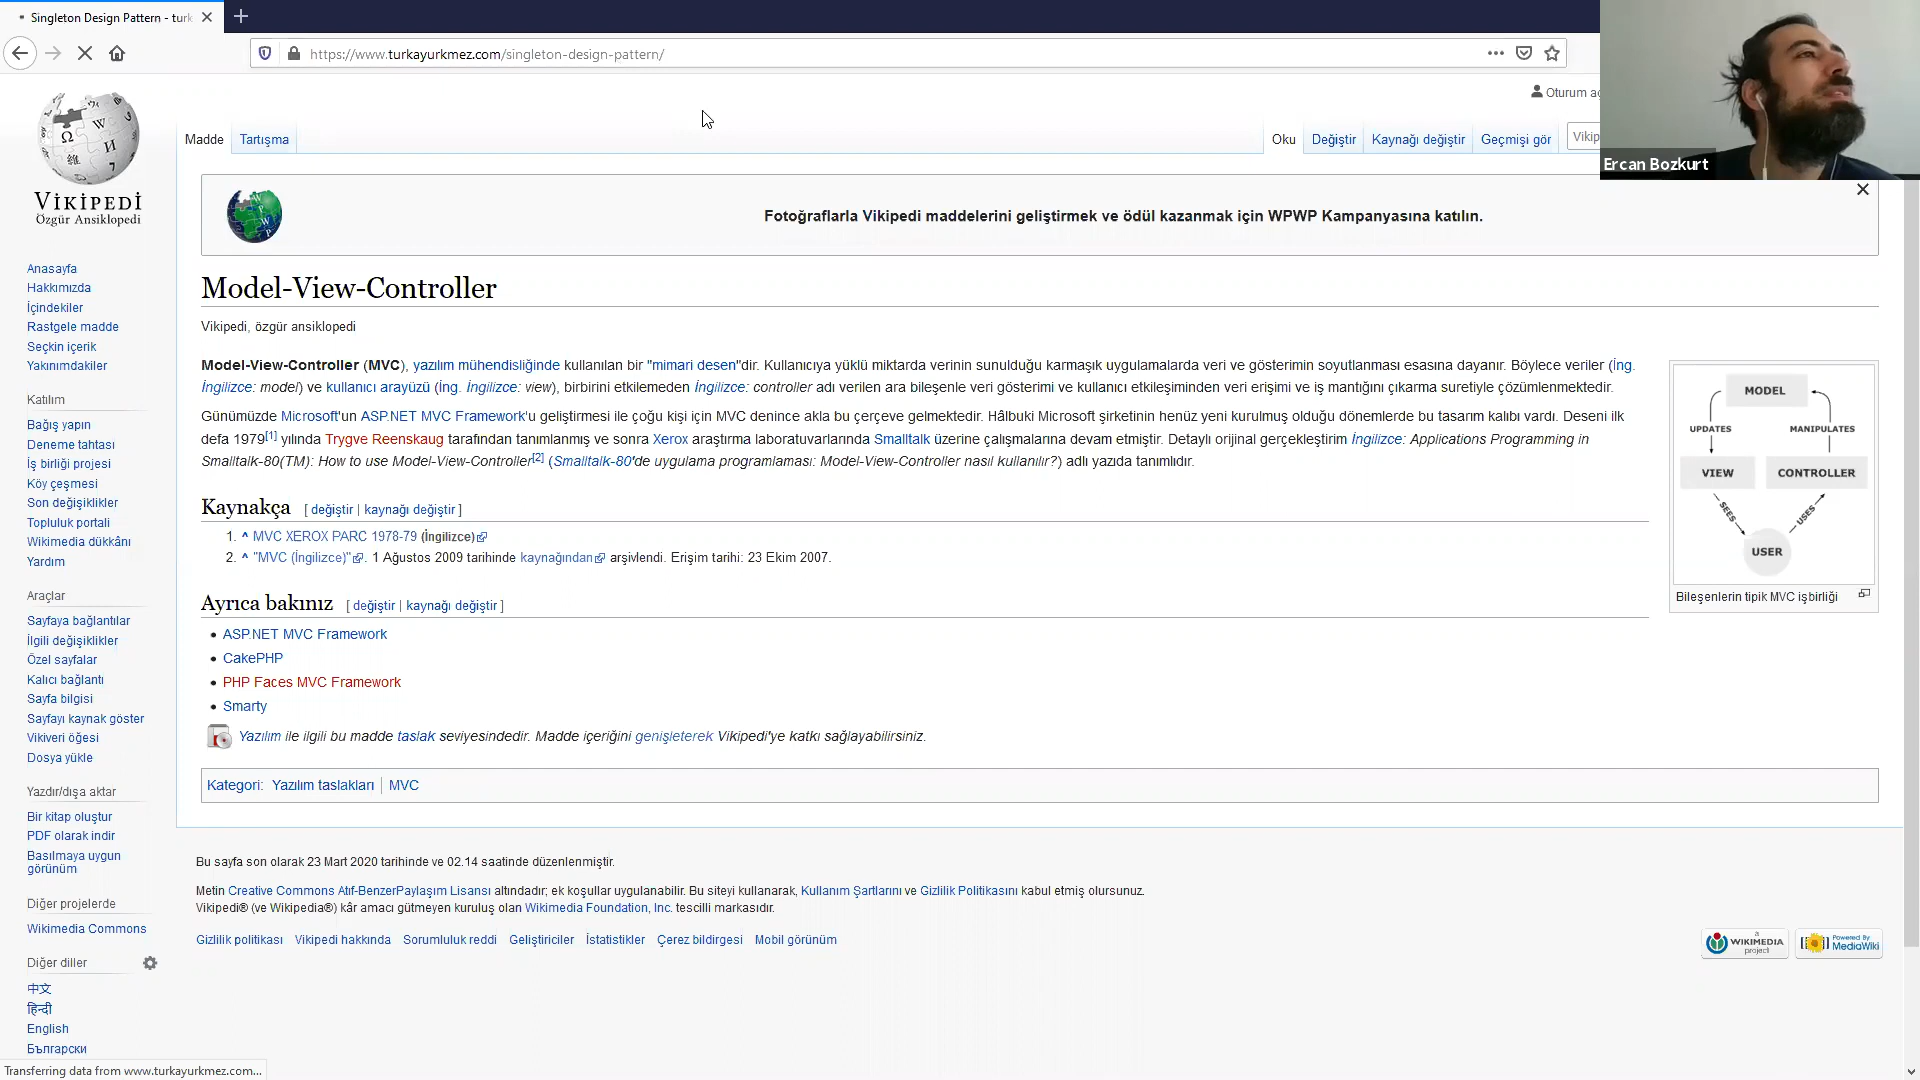 Singleton Design Pattern - turk
https://www.turkayurkmez.com/singleton-design-pattern/
Ercan Bozkurt
Oturum aç
VİKİPEDİ
Özgür Ansiklopedi
Madde
Tartışma
Oku
Değiştir
Kaynağı değiştir
Geçmişi gör
Vikip
Fotoğraflarla Vikipedi maddelerini geliştirmek ve ödül kazanmak için WPWP Kampanyasına katılın.
Anasayfa
Hakkımızda
İçindekiler
Rastgele madde
Seçkin içerik
Yakınımdakiler
Katılım
Bağış yapın
Deneme tahtası
İş birliği projesi
Köy çeşmesi
Son değişiklikler
Topluluk portali
Wikimedia dükkânı
Yardım
Araçlar
Sayfaya bağlantılar
İlgili değişiklikler
Özel sayfalar
Kalıcı bağlantı
Sayfa bilgisi
Sayfayı kaynak göster
Vikiveri öğesi
Dosya yükle
Yazdır/dışa aktar
Bir kitap oluştur
PDF olarak indir
Basılmaya uygun
görünüm
Diğer projelerde
Wikimedia Commons
Diğer diller
中文
हिन्दी
English
Български
Model-View-Controller
Vikipedi, özgür ansiklopedi
Model-View-Controller (MVC), yazılım mühendisliğinde kullanılan bir "mimari desen"dir. Kullanıcıya yüklü miktarda verinin sunulduğu karmaşık uygulamalarda veri ve gösterimin soyutlanması esasına dayanır. Böylece veriler (İng.
İngilizce: model) ve kullanıcı arayüzü (İng. İngilizce: view), birbirini etkilemeden İngilizce: controller adı verilen ara bileşenle veri gösterimi ve kullanıcı etkileşiminden veri erişimi ve iş mantığını çıkarma suretiyle çözümlenmektedir.
Günümüzde Microsoft'un ASP.NET MVC Framework'u geliştirmesi ile çoğu kişi için MVC denince akla bu çerçeve gelmektedir. Hâlbuki Microsoft şirketinin henüz yeni kurulmuş olduğu dönemlerde bu tasarım kalıbı vardı. Deseni ilk
defa 1979[1] yılında Trygve Reenskaug tarafından tanımlanmış ve sonra Xerox araştırma laboratuvarlarında Smalltalk üzerine çalışmalarına devam etmiştir. Detaylı orijinal gerçekleştirim İngilizce: Applications Programming in
Smalltalk-80(TM): How to use Model-View-Controller[2] (Smalltalk-80'de uygulama programlaması: Model-View-Controller nasıl kullanılır?) adlı yazıda tanımlıdır.
MODEL
UPDATES
MANIPULATES
VIEW
CONTROLLER
SEES
USES
USER
Bileşenlerin tipik MVC işbirliği
Kaynakça [ değiştir | kaynağı değiştir ]
1. ^ MVC XEROX PARC 1978-79 (İngilizce)
2. ^ "MVC (İngilizce)". 1 Ağustos 2009 tarihinde kaynağından arşivlendi. Erişim tarihi: 23 Ekim 2007.
Ayrıca bakınız [ değiştir | kaynağı değiştir ]
• ASP.NET MVC Framework
• CakePHP
• PHP Faces MVC Framework
• Smarty
Yazılım ile ilgili bu madde taslak seviyesindedir. Madde içeriğini genişleterek Vikipedi'ye katkı sağlayabilirsiniz.
Kategori: Yazılım taslakları | MVC
Bu sayfa son olarak 23 Mart 2020 tarihinde ve 02.14 saatinde düzenlenmiştir.
Metin Creative Commons Atıf-BenzerPaylaşım Lisansı altındadır; ek koşullar uygulanabilir. Bu siteyi kullanarak, Kullanım Şartlarını ve Gizlilik Politikasını kabul etmiş olursunuz.
Vikipedi® (ve Wikipedia®) kâr amacı gütmeyen kuruluş olan Wikimedia Foundation, Inc. tescilli markasıdır.
Gizlilik politikası
Vikipedi hakkında
Sorumluluk reddi
Geliştiriciler
İstatistikler
Çerez bildirgesi
Mobil görünüm
a
WIKIMEDIA
project
Powered By
MediaWiki
Transferring data from www.turkayurkmez.com...